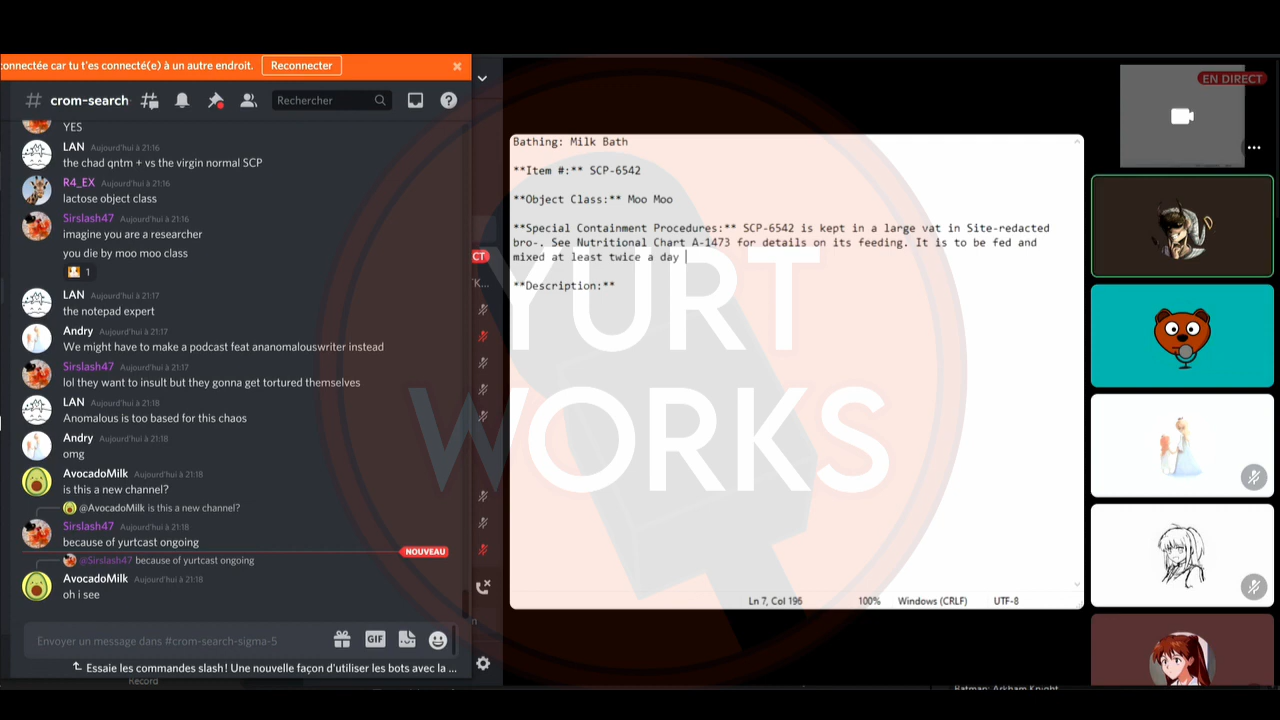 onnectée car tu t'es connecté(e) à un autre endroit.
Reconnecter
crom-search
Rechercher
YES
LAN Aujourd'hui à 21:16
the chad qntm + vs the virgin normal SCP
R4_EX Aujourd'hui à 21:16
lactose object class
Sirslash47 Aujourd'hui à 21:16
imagine you are a researcher
you die by moo moo class
1
LAN Aujourd'hui à 21:17
the notepad expert
Andry Aujourd'hui à 21:17
We might have to make a podcast feat ananomalouswriter instead
Sirslash47 Aujourd'hui à 21:17
lol they want to insult but they gonna get tortured themselves
LAN Aujourd'hui à 21:18
Anomalous is too based for this chaos
Andry Aujourd'hui à 21:18
omg
AvocadoMilk Aujourd'hui à 21:18
is this a new channel?
@AvocadoMilk is this a new channel?
Sirslash47 Aujourd'hui à 21:18
because of yurtcast ongoing
NOUVEAU
@Sirslash47 because of yurtcast ongoing
AvocadoMilk Aujourd'hui à 21:18
oh i see
Envoyer un message dans #crom-search-sigma-5
GIF
Essaie les commandes slash ! Une nouvelle façon d'utiliser les bots avec la ...
Record
CT
K...
Bathing: Milk Bath
**Item #:** SCP-6542
**Object Class:** Moo Moo
**Special Containment Procedures:** SCP-6542 is kept in a large vat in Site-redacted
bro-. See Nutritional Chart A-1473 for details on its feeding. It is to be fed and
mixed at least twice a day
**Description:**
YURT
WORKS
Ln 7, Col 196
100%
Windows (CRLF)
UTF-8
EN DIRECT
Batman: Arkham Knight